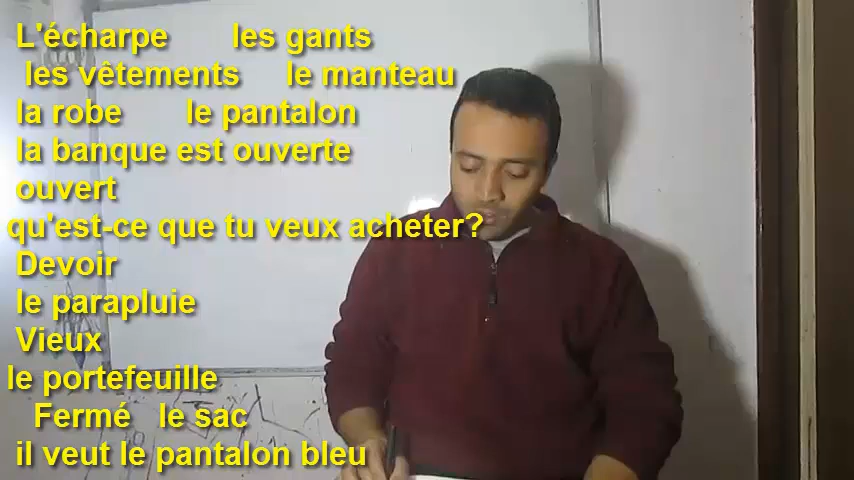 L'écharpe les gants
les vêtements le manteau
la robe le pantalon
la banque est ouverte
ouvert
qu'est-ce que tu veux acheter?
Devoir
le parapluie
Vieux
le portefeuille
Fermé le sac
il veut le pantalon bleu